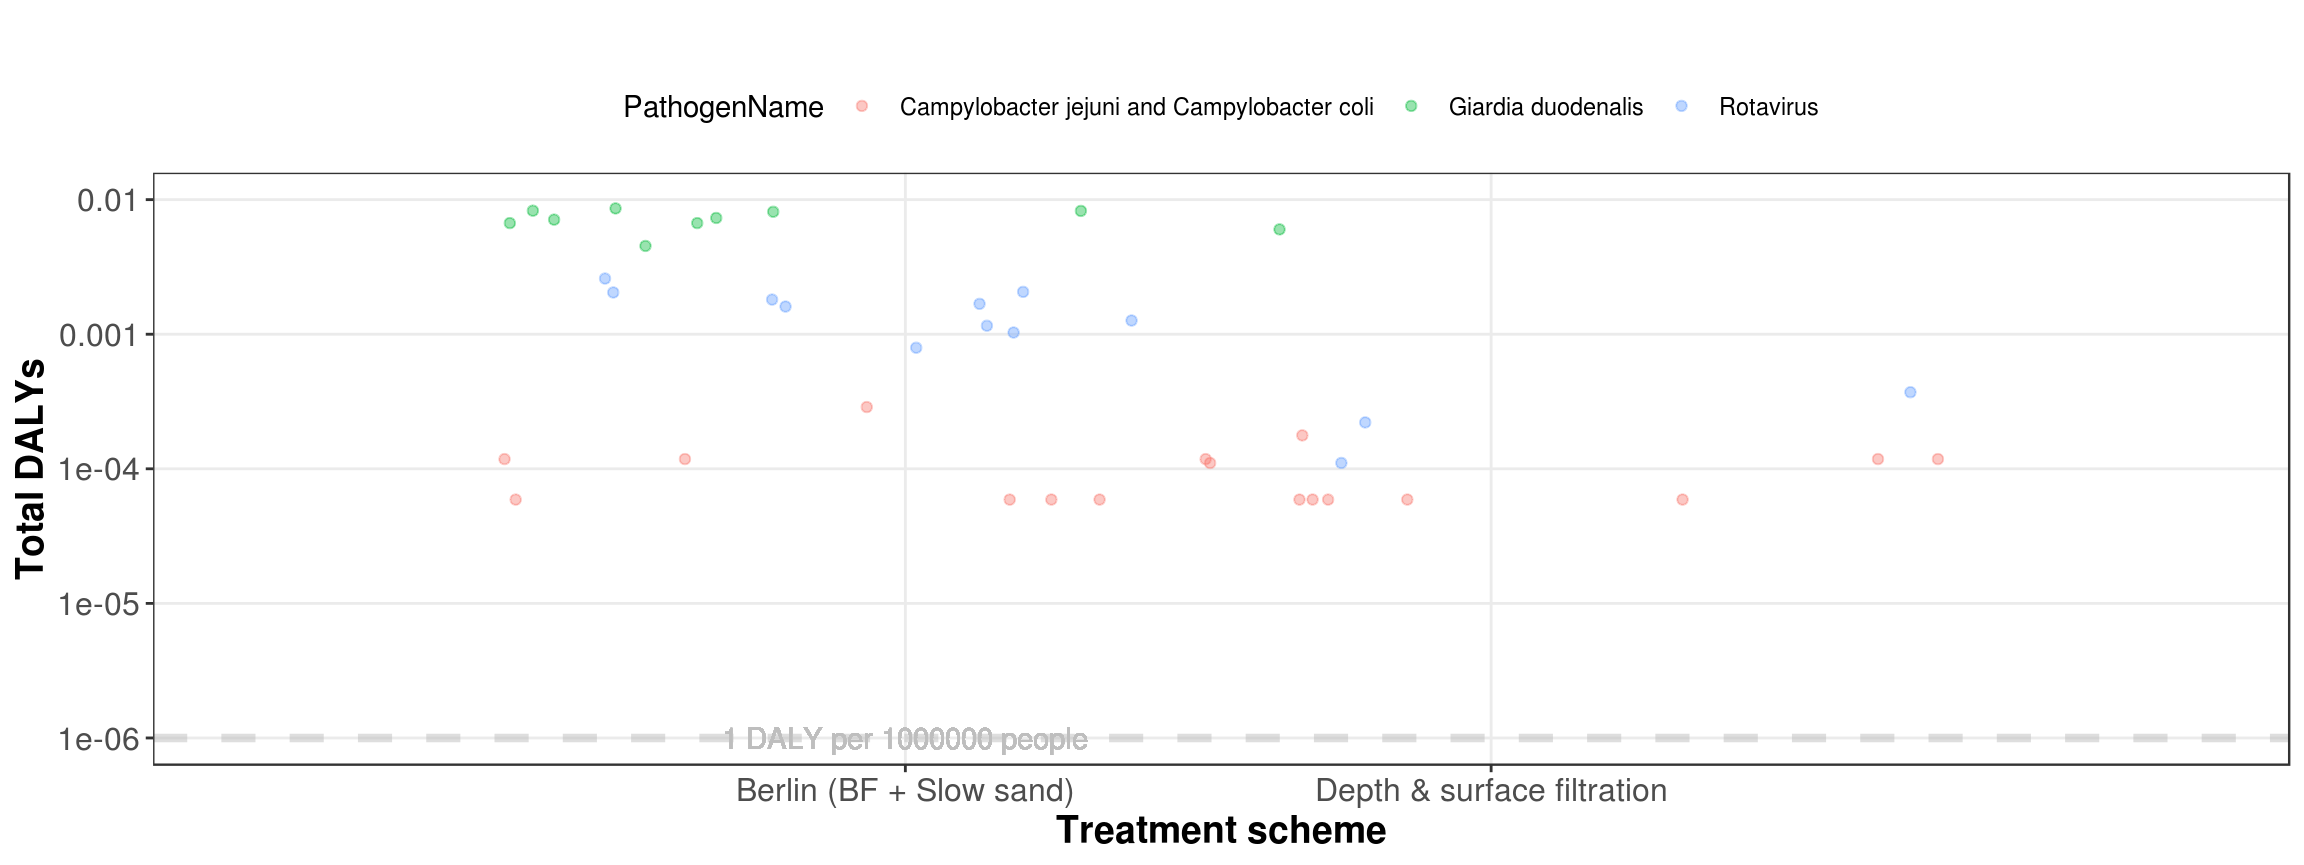 PathogenName Campylobacter jejuni and Campylobacter coli Giardia duodenalis Rotavirus
0.01
0.001
1e-04
1e-05
1e-06
Total DALYs
1 DALY per 1000000 people
Berlin (BF + Slow sand) Depth & surface filtration
Treatment scheme